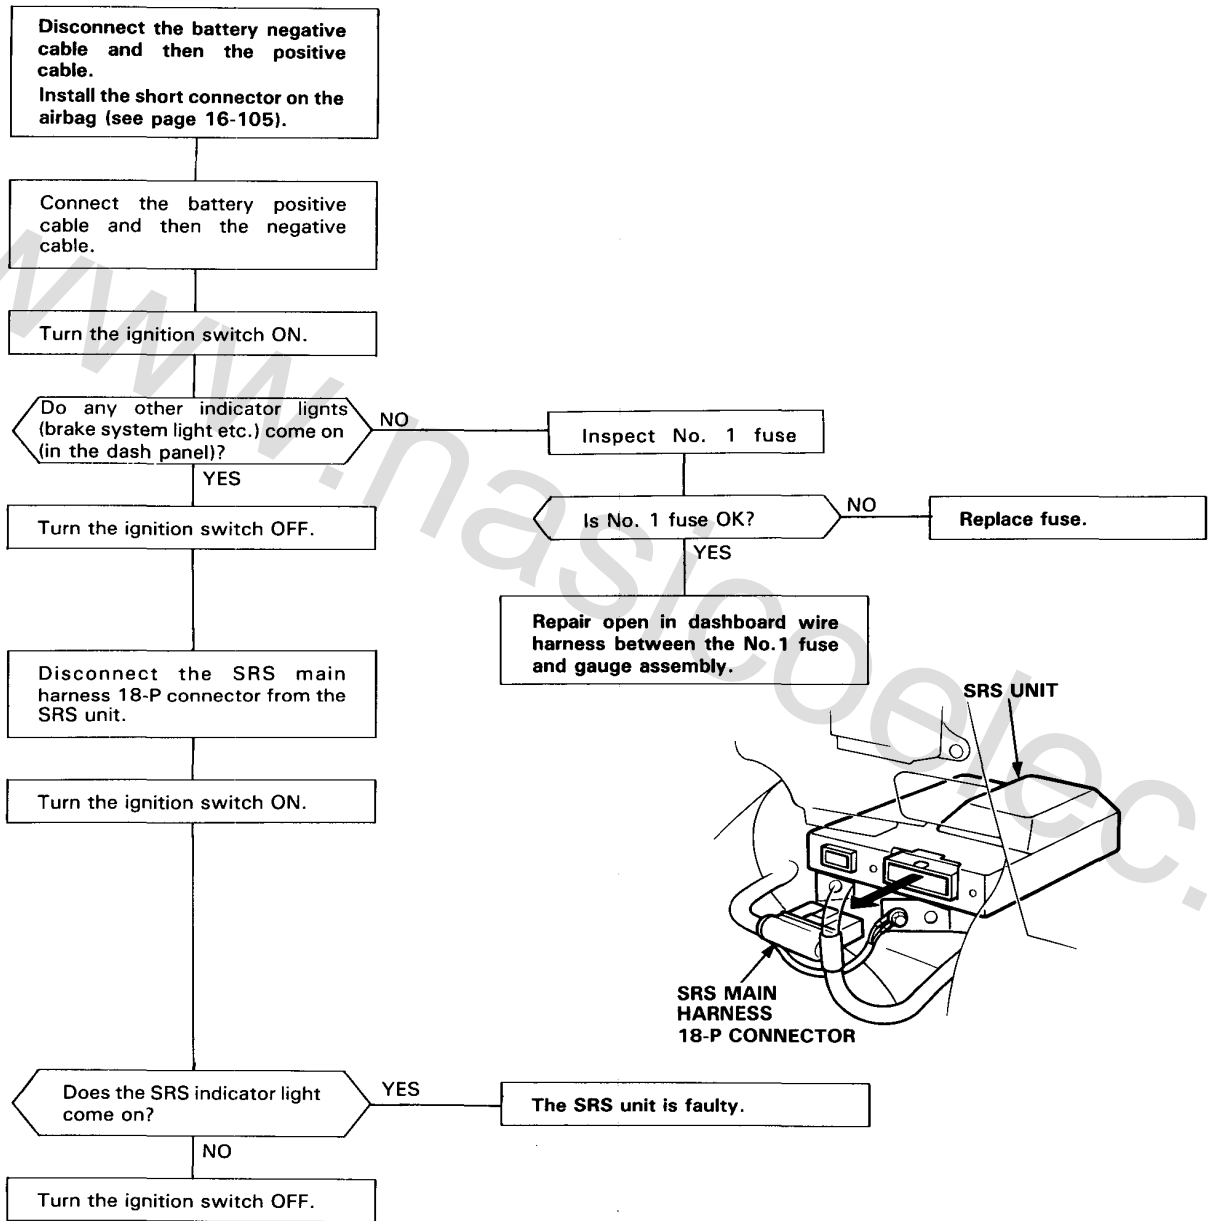 Disconnect the battery negative
cable and then the positive
cable.
Install the short connector on the
airbag (see page 16-105).
Connect the battery positive
cable and then the negative
cable.
Turn the ignition switch ON.
Do any other indicator lignts
(brake system light etc.) come on
(in the dash panel)?
NO
Inspect No. 1 fuse
YES
Is No. 1 fuse OK?
NO
Replace fuse.
Turn the ignition switch OFF.
YES
Repair open in dashboard wire
harness between the No.1 fuse
and gauge assembly.
Disconnect the SRS main
harness 18-P connector from the
SRS unit.
SRS UNIT
Turn the ignition switch ON.
SRS MAIN
HARNESS
18-P CONNECTOR
Does the SRS indicator light
come on?
YES
The SRS unit is faulty.
NO
Turn the ignition switch OFF.
www.nasicoelec.